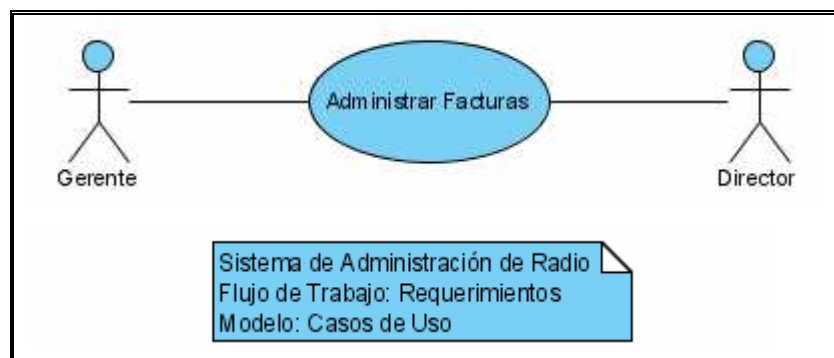 Administrar Facturas
Gerente
Director
Sistema de Administración de Radio
Flujo de Trabajo: Requerimientos
Modelo: Casos de Uso